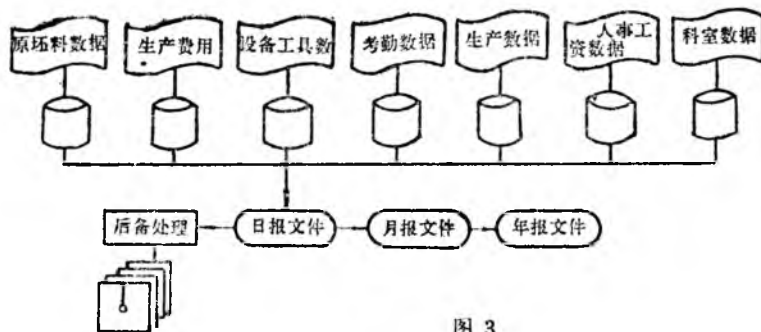 原坯料数据 生产费用 设备工具数 考勤数据 生产数据 人事工 科室数据
资数据
后备处理 日报文件 月报文件 年报文件
图 3